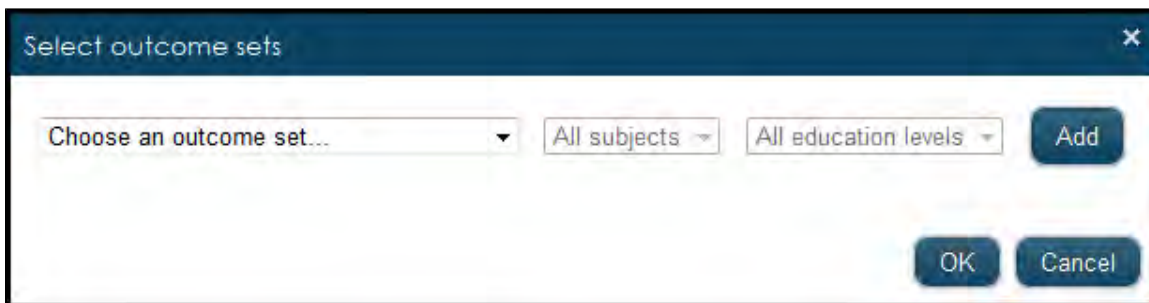 Select outcome sets ×
Choose an outcome set... All subjects All education levels Add
OK Cancel